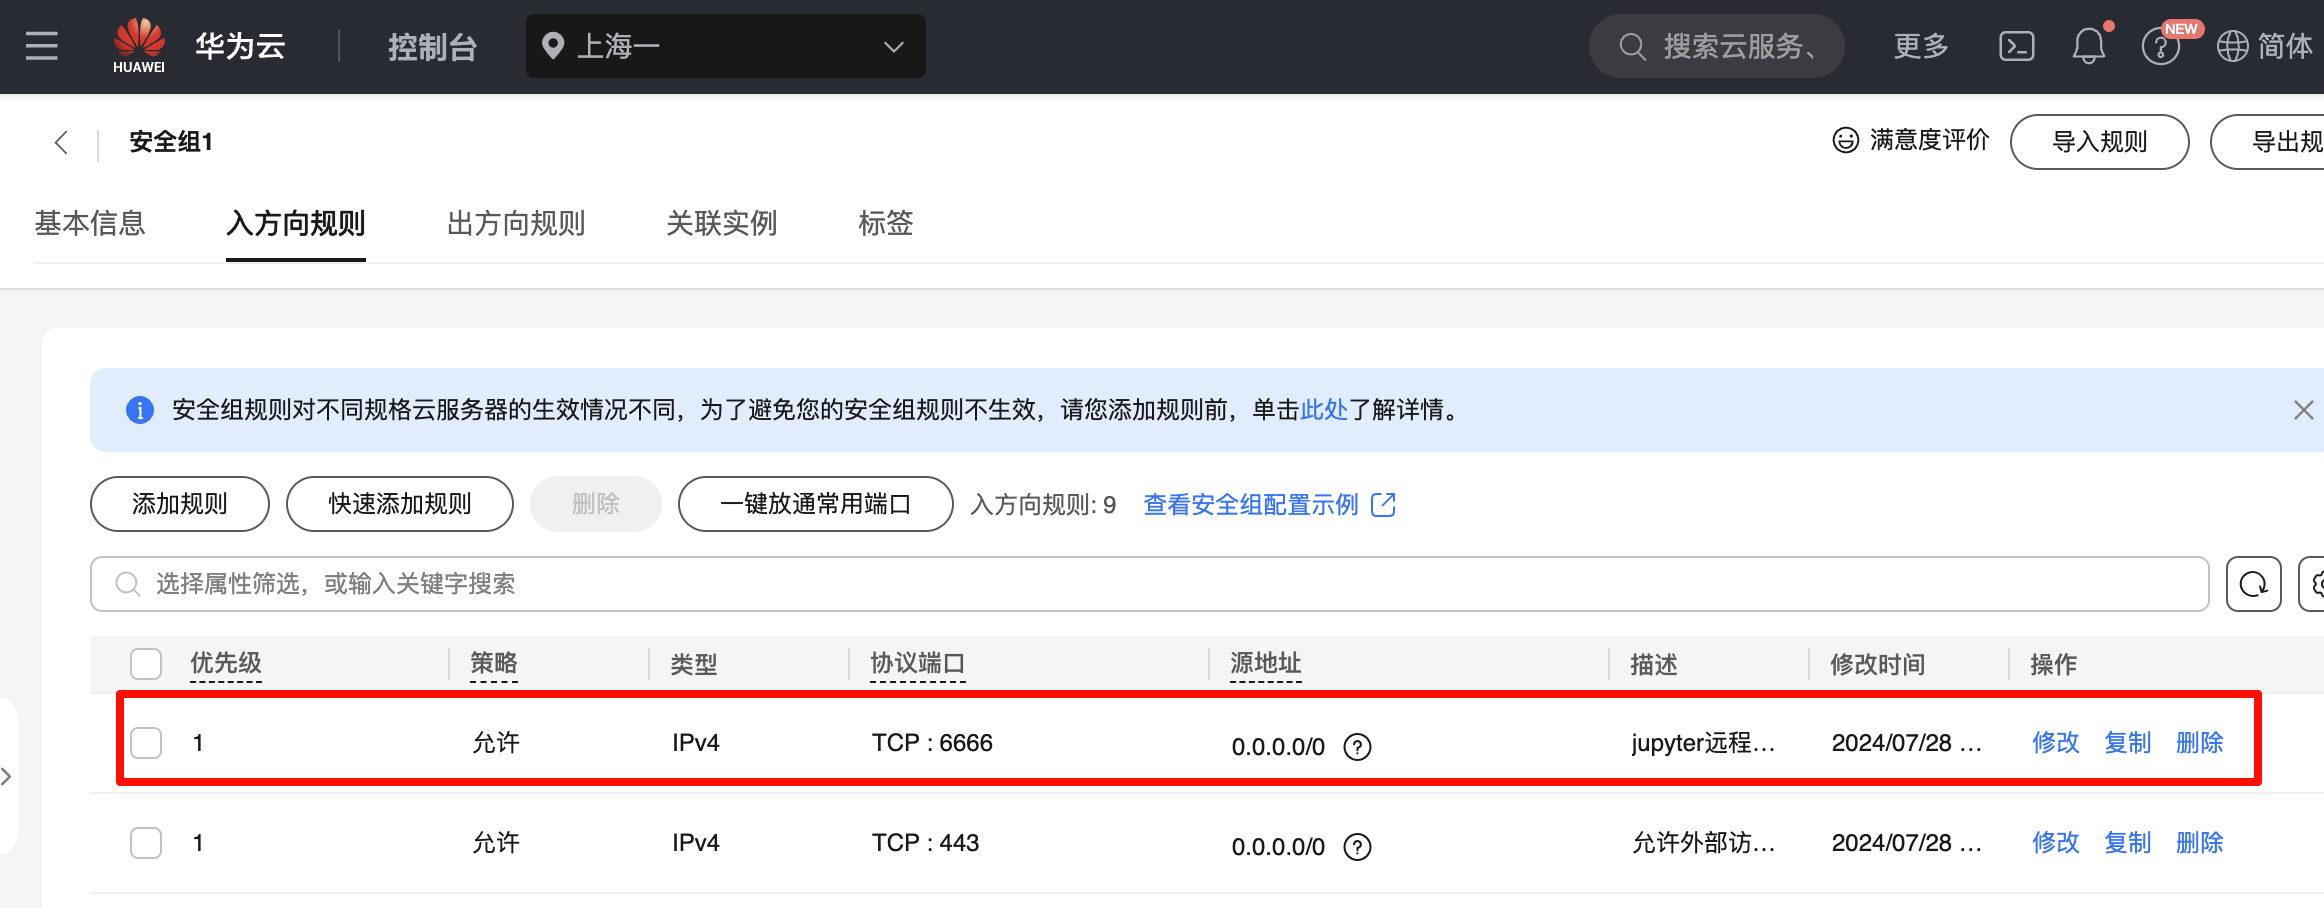 HUAWEI 华为云 控制台 上海一 搜索云服务、 更多 NEW 简体
安全组1 满意度评价 导入规则 导出规
基本信息 入方向规则 出方向规则 关联实例 标签
安全组规则对不同规格云服务器的生效情况不同，为了避免您的安全组规则不生效，请您添加规则前，单击此处了解详情。
添加规则 快速添加规则 删除 一键放通常用端口 入方向规则: 9 查看安全组配置示例
选择属性筛选，或输入关键字搜索
优先级 策略 类型 协议端口 源地址 描述 修改时间 操作
1 允许 IPv4 TCP : 6666 0.0.0.0/0 jupyter远程... 2024/07/28 ... 修改 复制 删除
1 允许 IPv4 TCP : 443 0.0.0.0/0 允许外部访... 2024/07/28 ... 修改 复制 删除